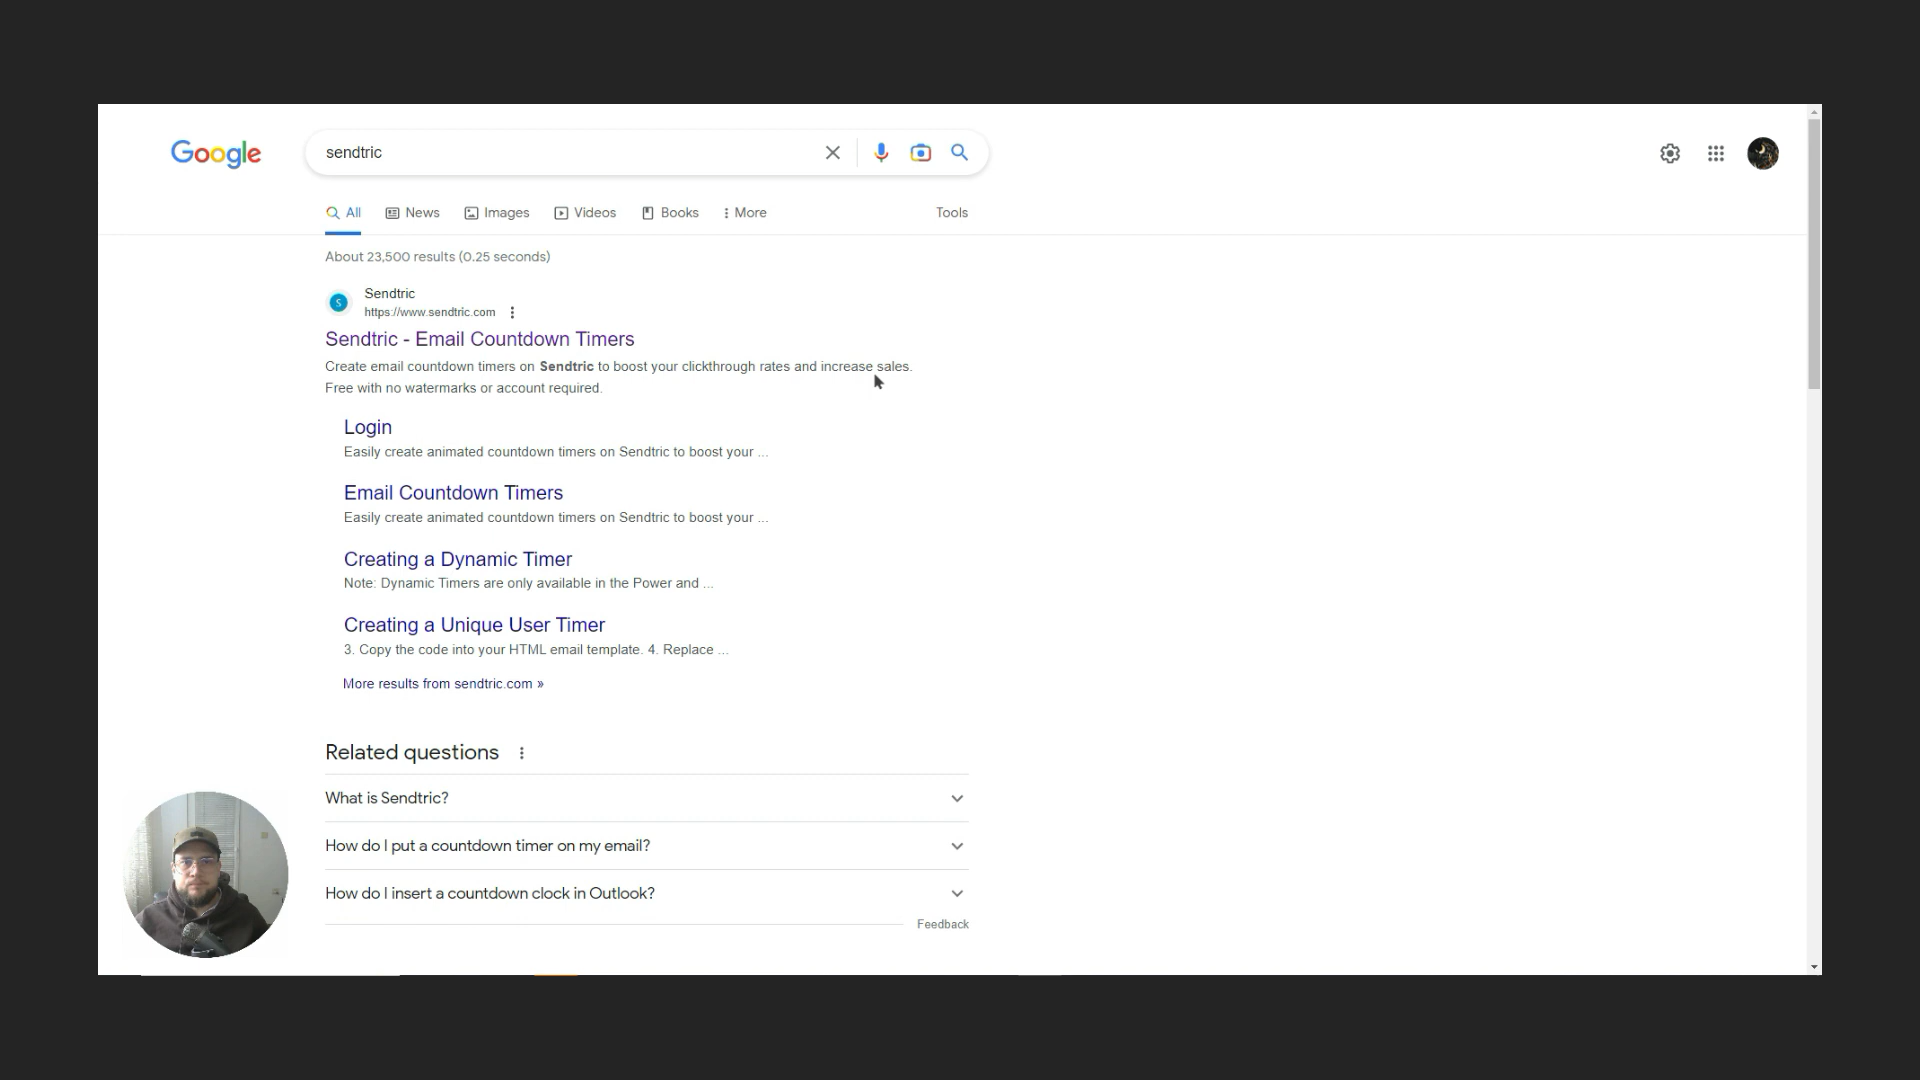 Google
sendtric
All
News
Images
Videos
Books
More
Tools
About 23,500 results (0.25 seconds)
S
Sendtric
https://www.sendtric.com
Sendtric - Email Countdown Timers
Create email countdown timers on Sendtric to boost your clickthrough rates and increase sales.
Free with no watermarks or account required.
Login
Easily create animated countdown timers on Sendtric to boost your ...
Email Countdown Timers
Easily create animated countdown timers on Sendtric to boost your ...
Creating a Dynamic Timer
Note: Dynamic Timers are only available in the Power and ...
Creating a Unique User Timer
3. Copy the code into your HTML email template. 4. Replace ...
More results from sendtric.com »
Related questions
What is Sendtric?
How do I put a countdown timer on my email?
How do I insert a countdown clock in Outlook?
Feedback